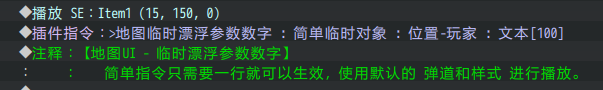 ◆播放 SE：Item1 (15, 150, 0)
◆插件指令：>地图临时漂浮参数数字 : 简单临时对象 : 位置-玩家 : 文本[100]
◆注释：【地图UI - 临时漂浮参数数字】
：　　：　　简单指令只需要一行就可以生效，使用默认的 弹道和样式 进行播放。